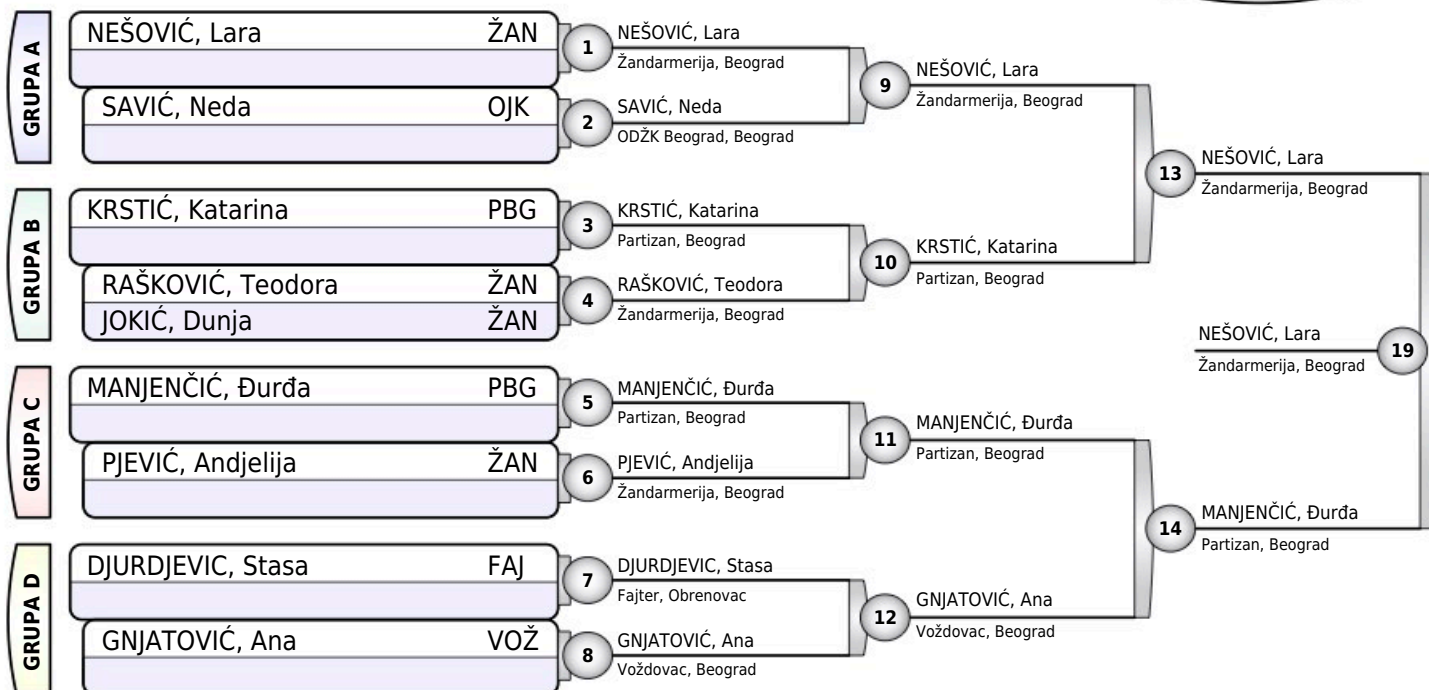 GRUPA A
NEŠOVIĆ, Lara ŽAN
SAVIĆ, Neda OJK
GRUPA B
KRSTIĆ, Katarina PBG
RAŠKOVIĆ, Teodora ŽAN
JOKIĆ, Dunja ŽAN
GRUPA C
MANJENČIĆ, Đurđa PBG
PJEVIĆ, Andjelija ŽAN
GRUPA D
DJURDJEVIC, Stasa FAJ
GNJATOVIĆ, Ana VOŽ
1
NEŠOVIĆ, Lara
Žandarmerija, Beograd
2
SAVIĆ, Neda
ODŽK Beograd, Beograd
3
KRSTIĆ, Katarina
Partizan, Beograd
4
RAŠKOVIĆ, Teodora
Žandarmerija, Beograd
5
MANJENČIĆ, Đurđa
Partizan, Beograd
6
PJEVIĆ, Andjelija
Žandarmerija, Beograd
7
DJURDJEVIC, Stasa
Fajter, Obrenovac
8
GNJATOVIĆ, Ana
Voždovac, Beograd
9
NEŠOVIĆ, Lara
Žandarmerija, Beograd
10
KRSTIĆ, Katarina
Partizan, Beograd
11
MANJENČIĆ, Đurđa
Partizan, Beograd
12
GNJATOVIĆ, Ana
Voždovac, Beograd
13
NEŠOVIĆ, Lara
Žandarmerija, Beograd
14
MANJENČIĆ, Đurđa
Partizan, Beograd
NEŠOVIĆ, Lara
Žandarmerija, Beograd
19